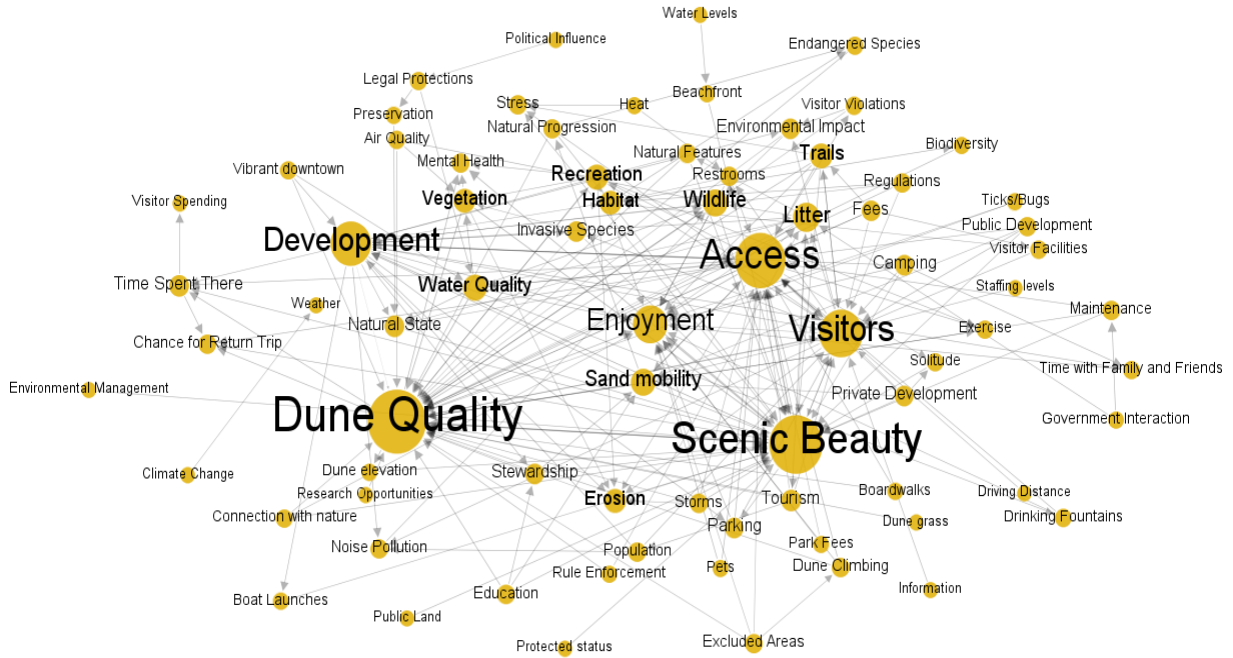 Water Levels
Political Influence
Endangered Species
Legal Protections
Beachfront
Stress
Heat
Visitor Violations
Preservation
Natural Progression
Environmental Impact
Air Quality
Biodiversity
Natural Features
Trails
Mental Health
Vibrant downtown
Recreation
Restrooms
Regulations
Vegetation
Habitat
Wildlife
Visitor Spending
Ticks/Bugs
Litter
Fees
Public Development
Invasive Species
Development
Visitor Facilities
Access
Camping
Time Spent There
Water Quality
Staffing levels
Weather
Maintenance
Natural State
Enjoyment
Visitors
Exercise
Chance for Return Trip
Solitude
Time with Family and Friends
Sand mobility
Environmental Management
Private Development
Dune Quality
Government Interaction
Scenic Beauty
Climate Change
Dune elevation
Stewardship
Research Opportunities
Boardwalks
Driving Distance
Erosion
Storms
Tourism
Connection with nature
Drinking Fountains
Parking
Dune grass
Noise Pollution
Population
Park Fees
Rule Enforcement
Pets
Dune Climbing
Information
Boat Launches
Education
Public Land
Excluded Areas
Protected status